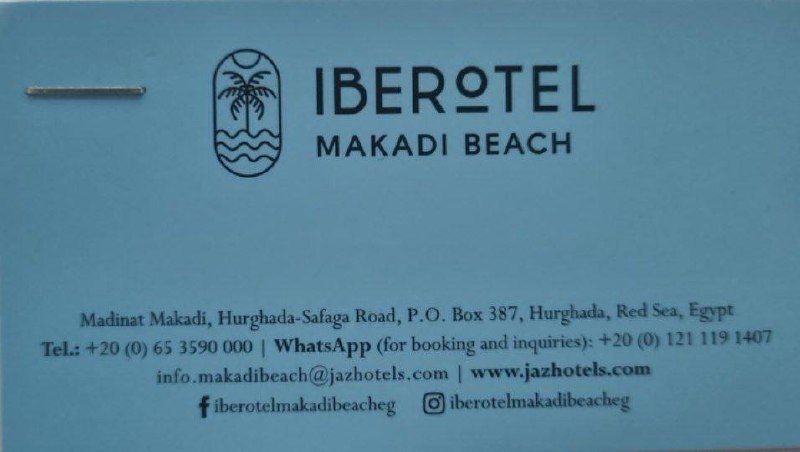 IBEROTEL
MAKADI BEACH
Madinat Makadi, Hurghada-Safaga Road, P.O. Box 387, Hurghada, Red Sea, Egypt
Tel.: +20 (0) 65 3590 000 | WhatsApp (for booking and inquiries): +20 (0) 121 119 1407
info.makadibeach@jazhotels.com | www.jazhotels.com
iberotelmakadibeacheg iberotelmakadibeacheg